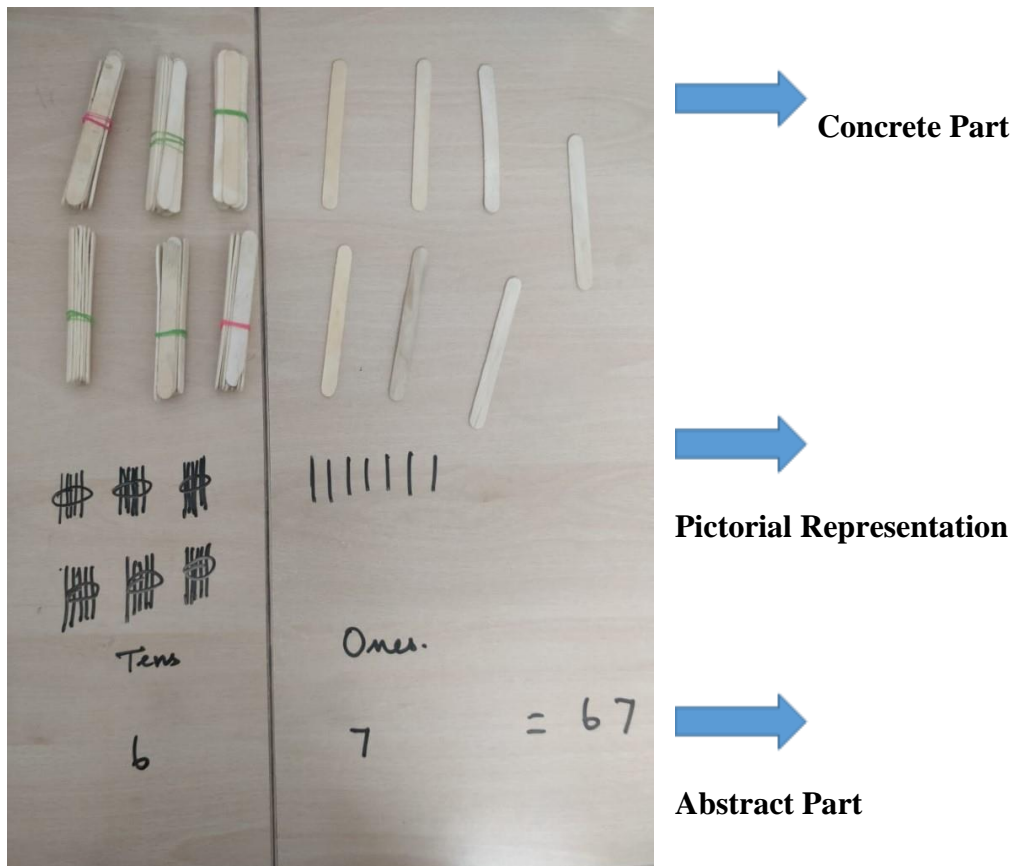 Concrete Part
Pictorial Representation
Tens Ones.
6 7 = 67
Abstract Part